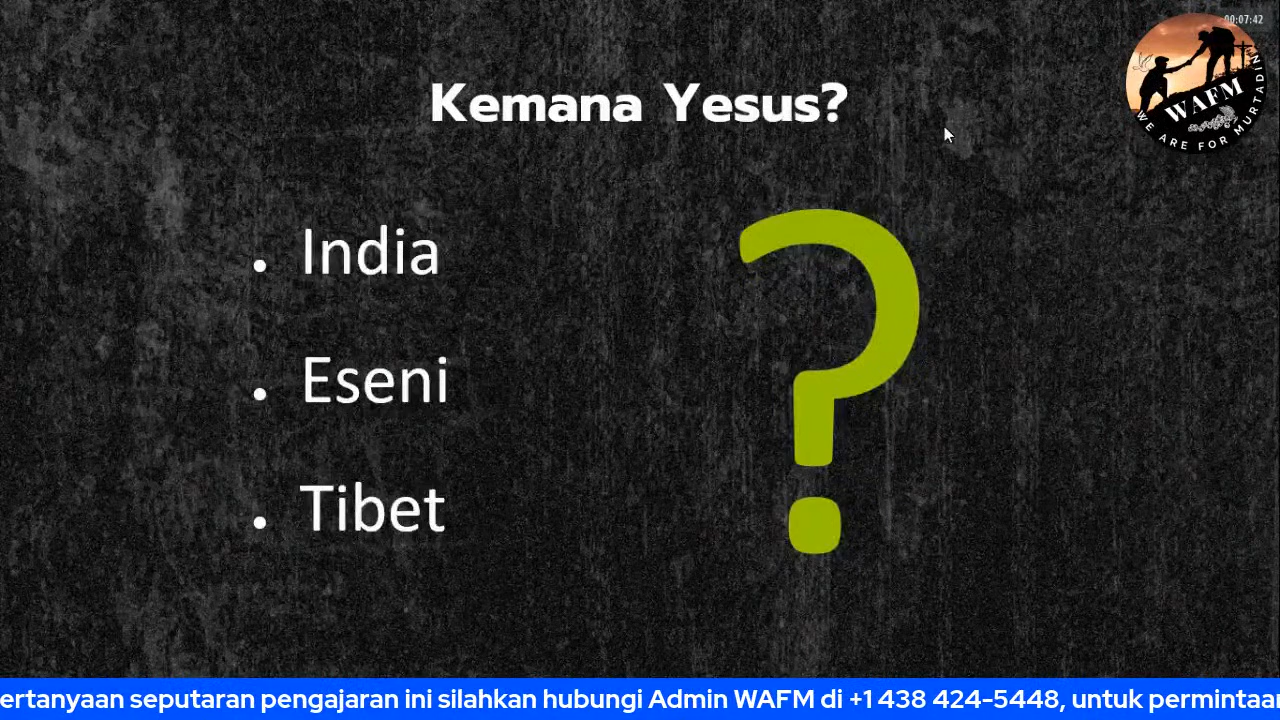 00:07:42
WAFM
WE ARE FOR MURTADIN
Kemana Yesus?
• India
• Eseni
• Tibet
?
ertanyaan seputaran pengajaran ini silahkan hubungi Admin WAFM di +1 438 424-5448, untuk permintaa